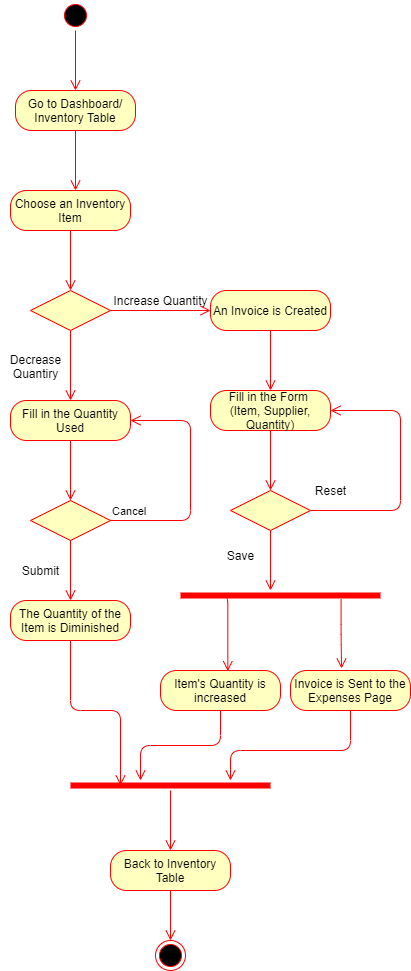 Go to Dashboard/
Inventory Table
Choose an Inventory
Item
Increase Quantity
An Invoice is Created
Decrease
Quantiry
Fill in the Quantity
Used
Fill in the Form
(Item, Supplier,
Quantity)
Cancel
Reset
Submit
Save
The Quantity of the
Item is Diminished
Item's Quantity is
increased
Invoice is Sent to the
Expenses Page
Back to Inventory
Table